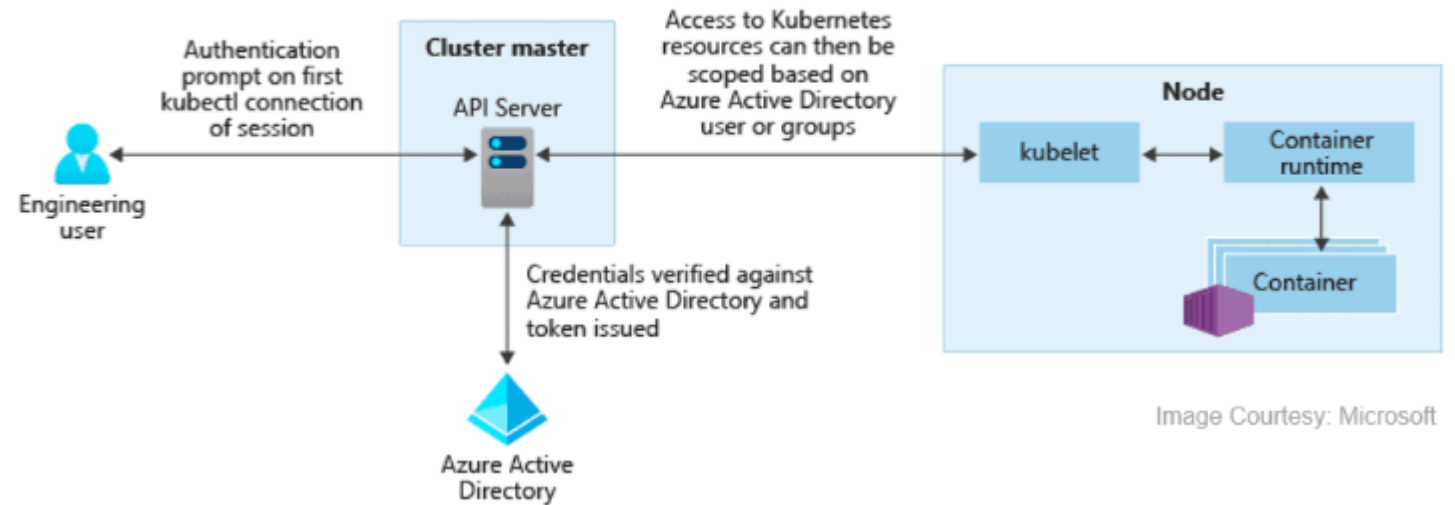 Authentication
prompt on first
kubectl connection
of session
Engineering
user
Cluster master
API Server
Credentials verified against
Azure Active Directory and
token issued
Azure Active
Directory
Access to Kubernetes
resources can then be
scoped based on
Azure Active Directory
user or groups
Node
kubelet
Container
runtime
Container
Image Courtesy: Microsoft